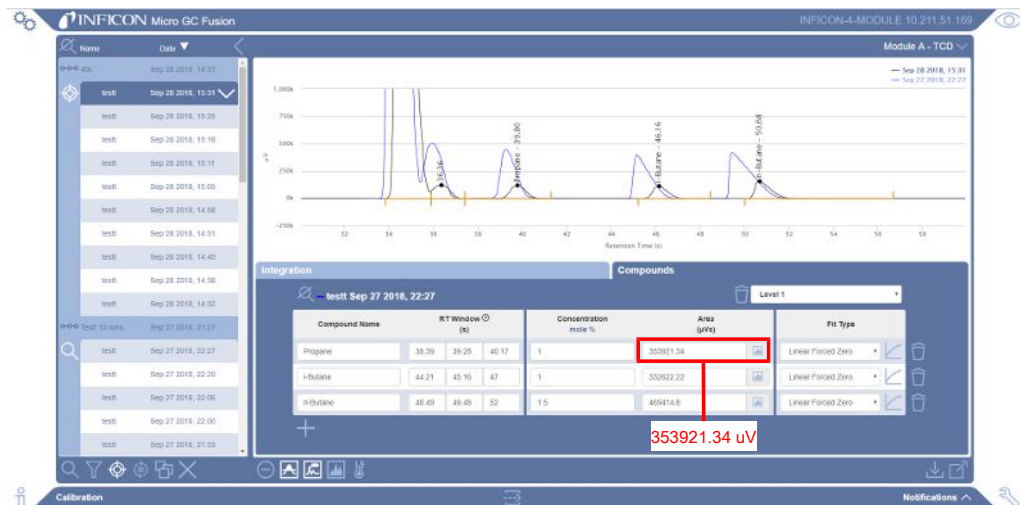 INFICON Micro GC Fusion
INFICON-4-MODULE 10.211.51.169
Name Date
Module A - TCD
40c Sep 28 2018, 14:31
testt Sep 28 2018, 15:31
testt Sep 28 2018, 15:25
testt Sep 28 2018, 15:18
testt Sep 28 2018, 15:11
testt Sep 28 2018, 15:05
testt Sep 28 2018, 14:58
testt Sep 28 2018, 14:51
testt Sep 28 2018, 14:45
testt Sep 28 2018, 14:38
testt Sep 28 2018, 14:32
Testt 10 runs Sep 27 2018, 21:27
testt Sep 27 2018, 22:27
testt Sep 27 2018, 22:20
testt Sep 27 2018, 22:06
testt Sep 27 2018, 22:00
testt Sep 27 2018, 21:53
Sep 28 2018, 15:31
Sep 27 2018, 22:27
1,000k
750k
500k
250k
0k
-250k
µV
36,36
Propane - 39,80
i-Butane - 46,16
n-Butane - 50,68
32 34 36 38 40 42 44 46 48 50 52 54 56 58
Retention Time (s)
Integration
Compounds
testt Sep 27 2018, 22:27
Level 1
Compound Name RT Window (s) Concentration mole % Area (µVs) Fit Type
Propane 38.39 39.28 40.17 1 353921.34 Linear Forced Zero
i-Butane 44.21 45.16 47 1 332622.22 Linear Forced Zero
n-Butane 48.49 49.48 52 1.5 469414.8 Linear Forced Zero
353921.34 uV
Calibration
Notifications